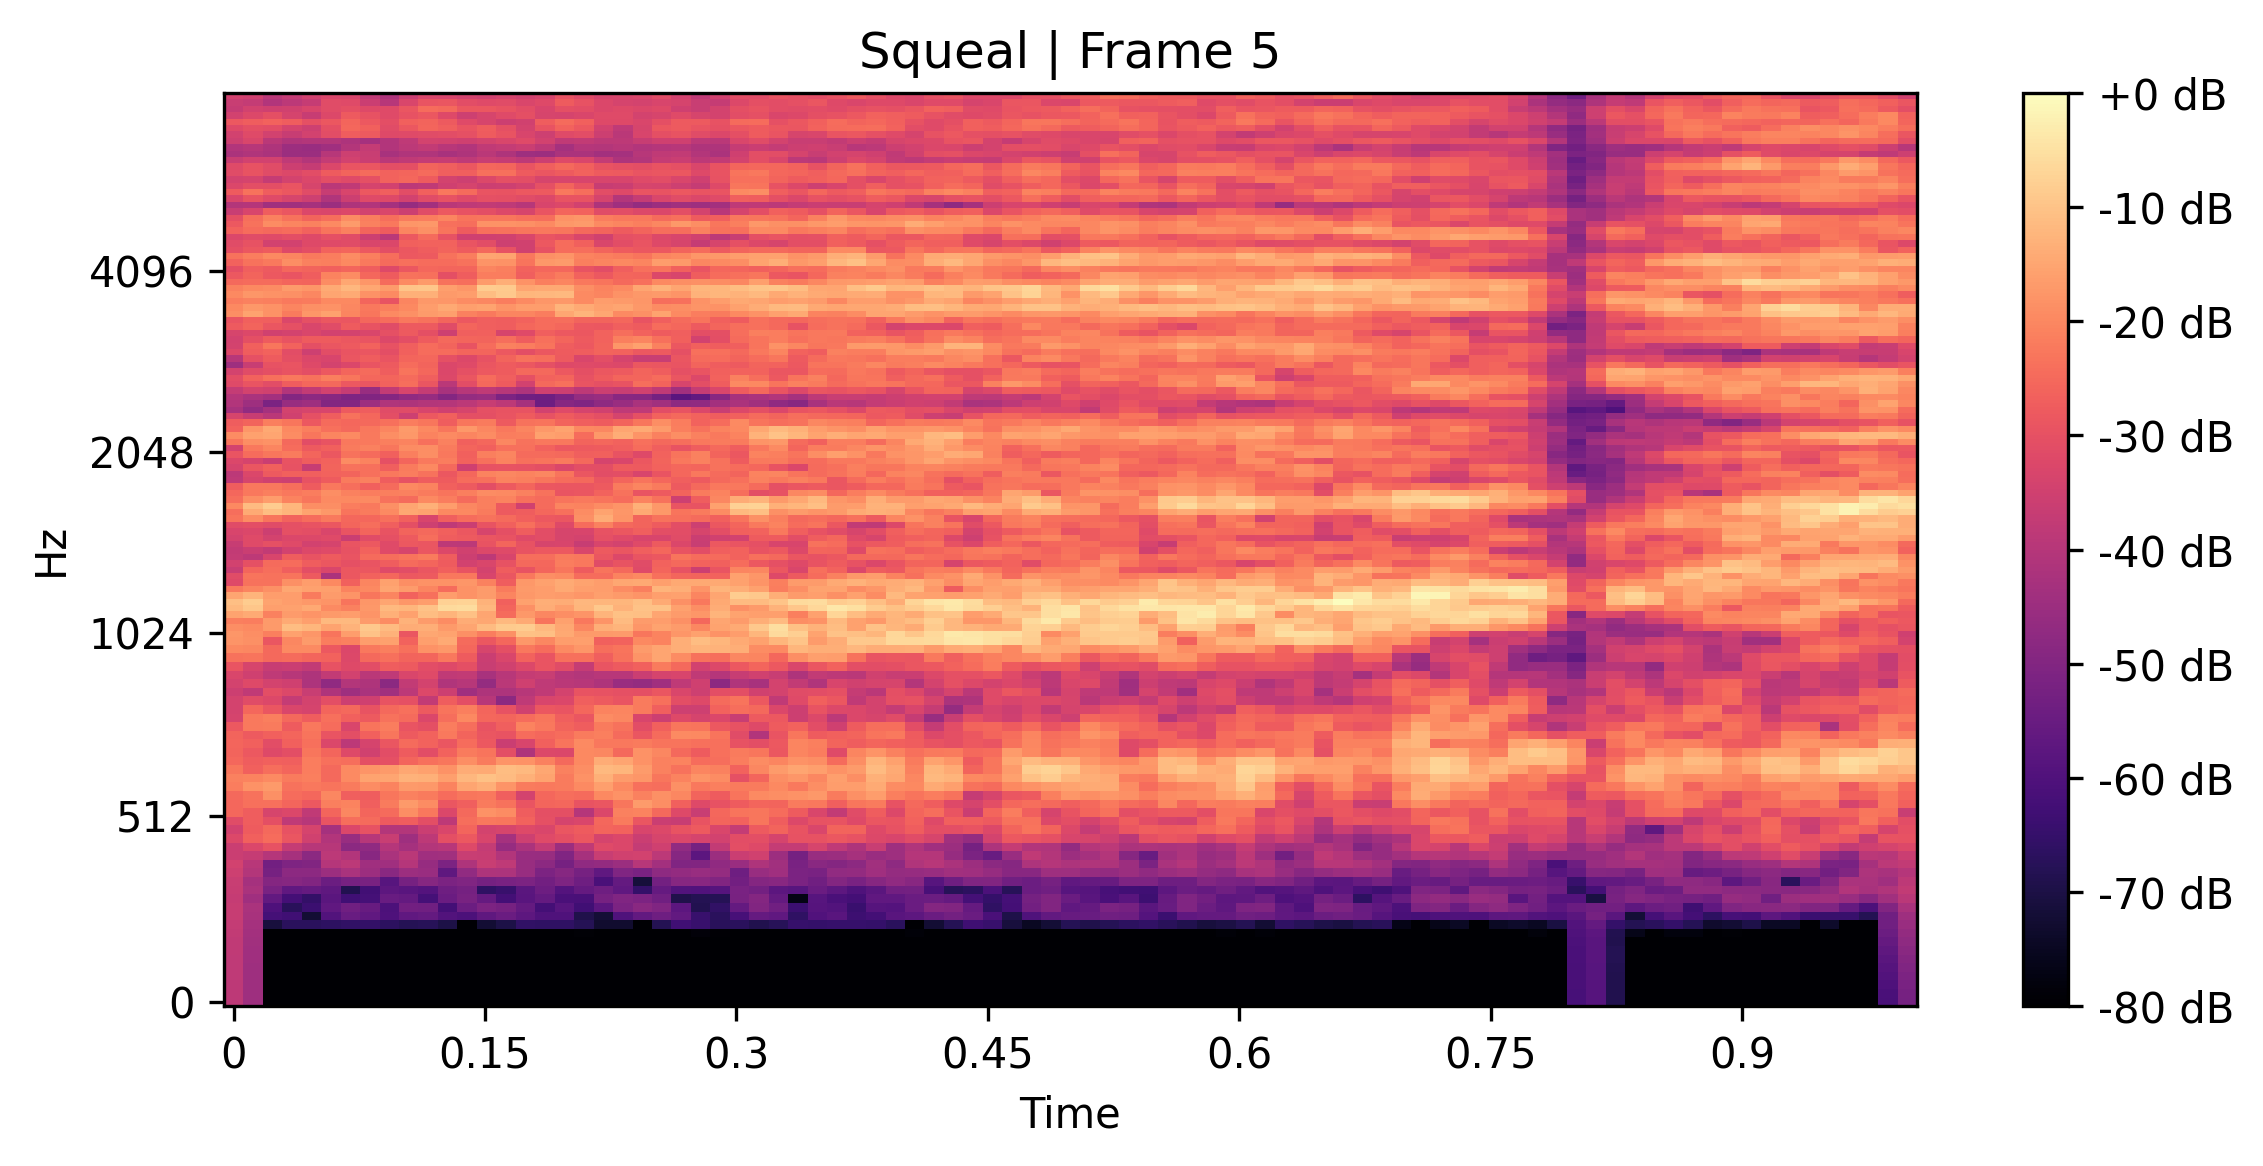 Squeal | Frame 5
+0 dB
-10 dB
-20 dB
-30 dB
-40 dB
-50 dB
-60 dB
-70 dB
-80 dB
Hz
4096
2048
1024
512
0
0 0.15 0.3 0.45 0.6 0.75 0.9
Time